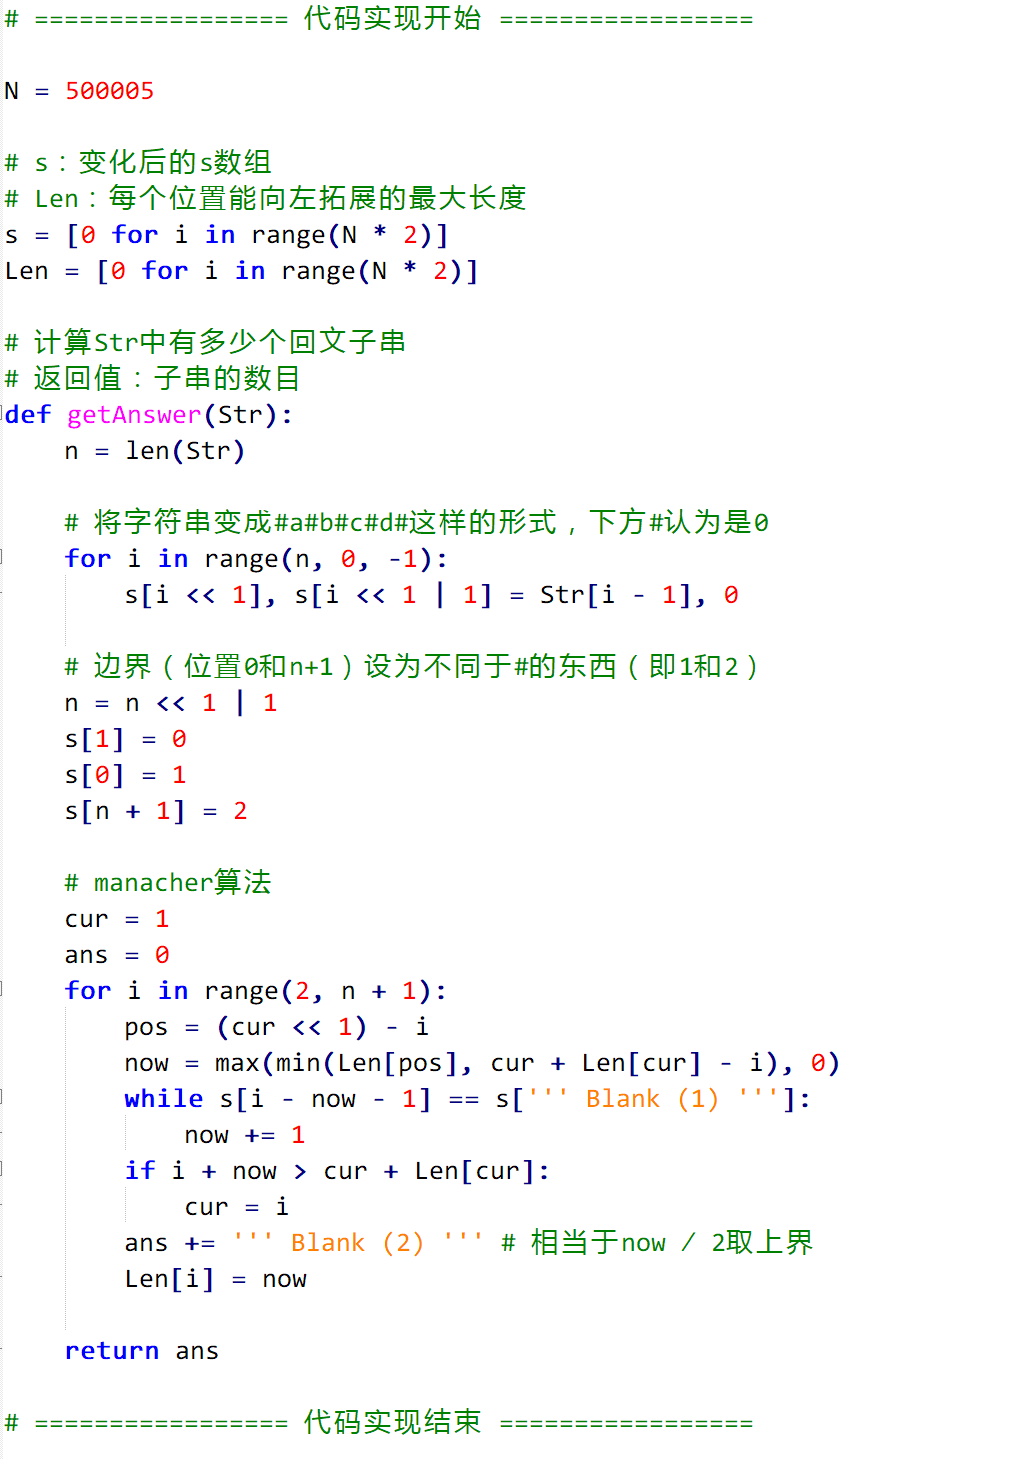 # ================= 代码实现开始 =================
N = 500005
# s：变化后的s数组
# Len：每个位置能向左拓展的最大长度
s = [0 for i in range(N * 2)]
Len = [0 for i in range(N * 2)]
# 计算Str中有多少个回文子串
# 返回值：子串的数目
def getAnswer(Str):
    n = len(Str)
    # 将字符串变成#a#b#c#d#这样的形式，下方#认为是0
    for i in range(n, 0, -1):
        s[i << 1], s[i << 1 | 1] = Str[i - 1], 0
    # 边界（位置0和n+1）设为不同于#的东西（即1和2）
    n = n << 1 | 1
    s[1] = 0
    s[0] = 1
    s[n + 1] = 2
    # manacher算法
    cur = 1
    ans = 0
    for i in range(2, n + 1):
        pos = (cur << 1) - i
        now = max(min(Len[pos], cur + Len[cur] - i), 0)
        while s[i - now - 1] == s[''' Blank (1) ''']:
            now += 1
        if i + now > cur + Len[cur]:
            cur = i
        ans += ''' Blank (2) ''' # 相当于now / 2取上界
        Len[i] = now
    return ans
# ================= 代码实现结束 =================